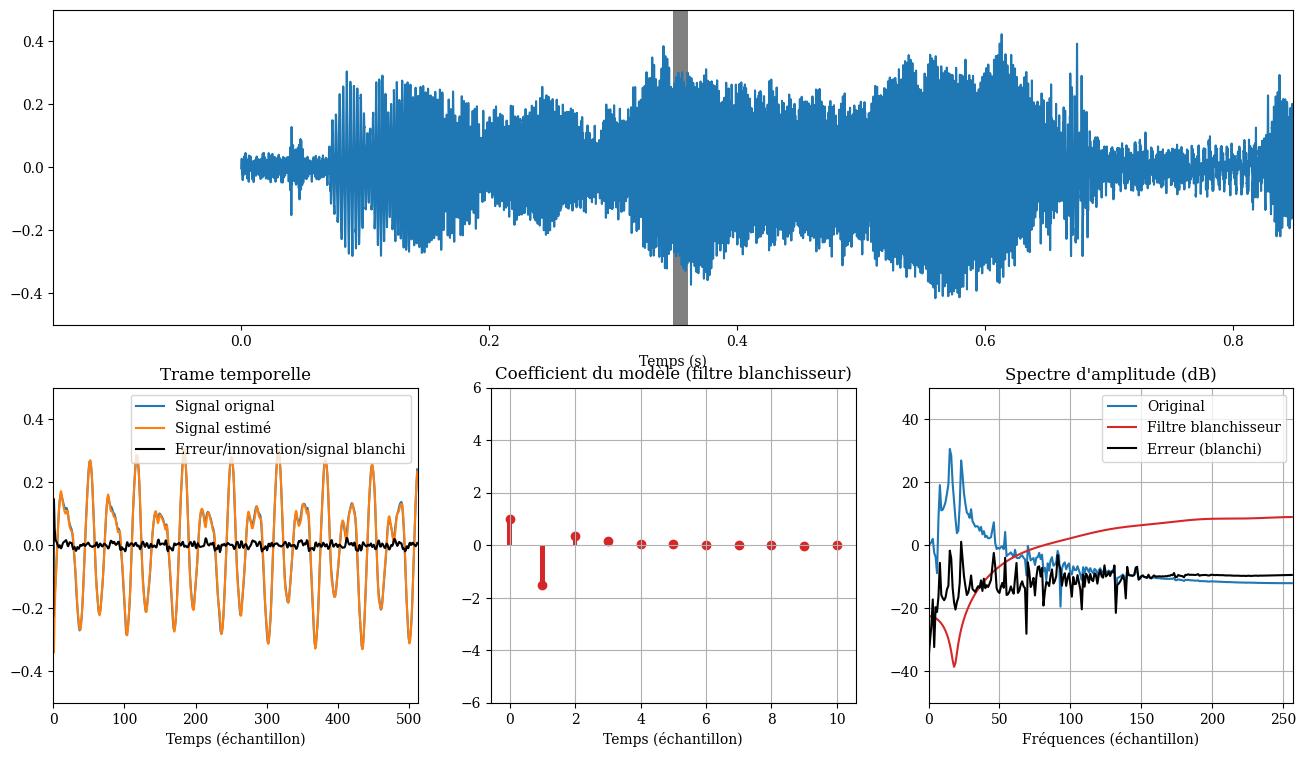 0.4
0.2
0.0
−0.2
−0.4
0.0 0.2 0.4 0.6 0.8
Temps (s)
Trame temporelle
0.4
0.2
0.0
−0.2
−0.4
Signal orignal
Signal estimé
Erreur/innovation/signal blanchi
0 100 200 300 400 500
Temps (échantillon)
Coefficient du modèle (filtre blanchisseur)
6
4
2
0
−2
−4
−6
0 2 4 6 8 10
Temps (échantillon)
Spectre d'amplitude (dB)
40
20
0
−20
−40
Original
Filtre blanchisseur
Erreur (blanchi)
0 50 100 150 200 250
Fréquences (échantillon)